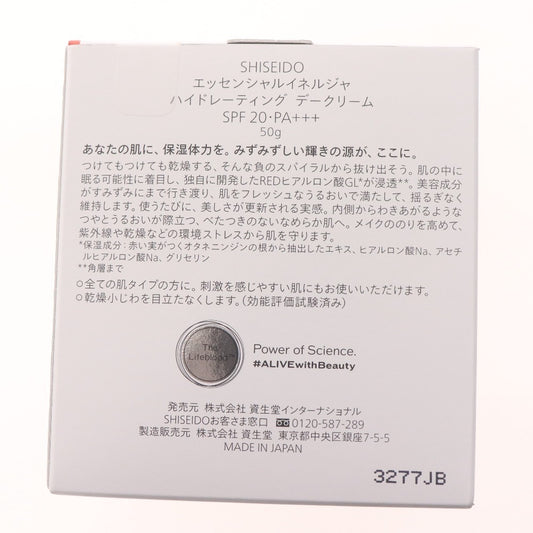 SHISEIDO
エッセンシャルイネルジャ
ハイドレーティング デークリーム
SPF 20･PA+++
50g
あなたの肌に、保湿体力を。みずみずしい輝きの源が、ここに。
つけてもつけても乾燥する、そんな負のスパイラルから抜け出そう。肌の中に
眠る可能性に着目し、独自に開発したREDヒアルロン酸GL*が浸透**。美容成分
がすみずみにまで行き渡り、肌をフレッシュなうるおいで満たして、揺るぎなく
維持します。使うたびに、美しさが更新される実感。内側からわきあがるような
つやとうるおいが際立つ、べたつきのないなめらか肌へ。メイクののりを高めて、
紫外線や乾燥などの環境ストレスから肌を守ります。
*保湿成分：赤い実がつくオタネニンジンの根から抽出したエキス、ヒアルロン酸Na、アセチ
ルヒアルロン酸Na、グリセリン
**角層まで
○全ての肌タイプの方に。刺激を感じやすい肌にもお使いいただけます。
○乾燥小じわを目立たなくします。（効能評価試験済み）
The
Lifeblood™
Power of Science.
#ALIVEwithBeauty
発売元 株式会社 資生堂インターナショナル
SHISEIDOお客さま窓口 0120-587-289
製造販売元 株式会社 資生堂 東京都中央区銀座7-5-5
MADE IN JAPAN
3277JB